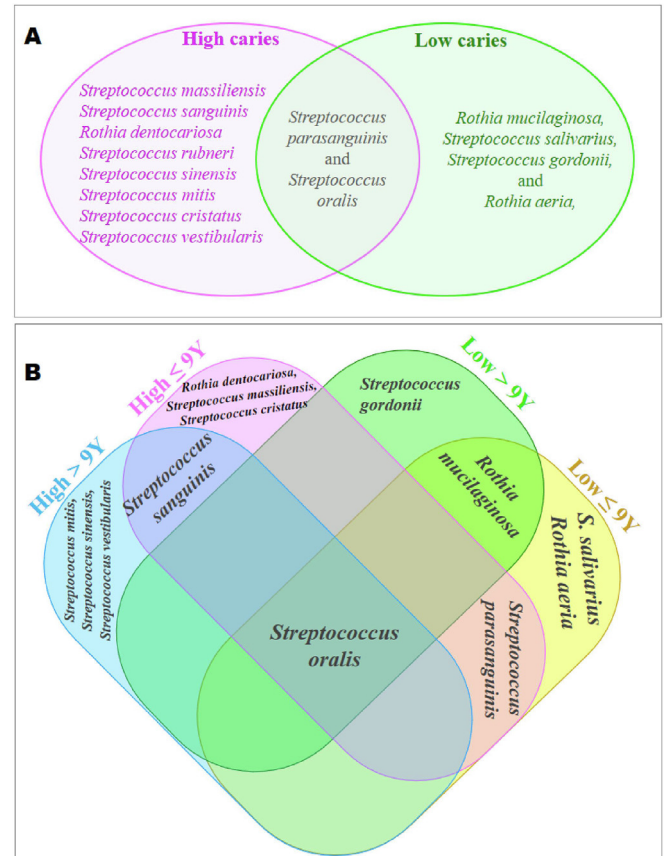 A
High caries
Low caries
Streptococcus massiliensis
Streptococcus sanguinis
Rothia dentocariosa
Streptococcus rubneri
Streptococcus sinensis
Streptococcus mitis
Streptococcus cristatus
Streptococcus vestibularis
Streptococcus
parasanguinis
and
Streptococcus
oralis
Rothia mucilaginosa,
Streptococcus salivarius,
Streptococcus gordonii,
and
Rothia aeria,
B
High > 9Y
High ≤ 9Y
Low > 9Y
Low ≤ 9Y
Streptococcus mitis,
Streptococcus sinensis,
Streptococcus vestibularis
Streptococcus
sanguinis
Rothia dentocariosa,
Streptococcus massiliensis,
Streptococcus cristatus
Streptococcus
gordonii
Rothia
mucilaginosa
S. salivarius
Rothia aeria
Streptococcus
parasanguinis
Streptococcus
oralis